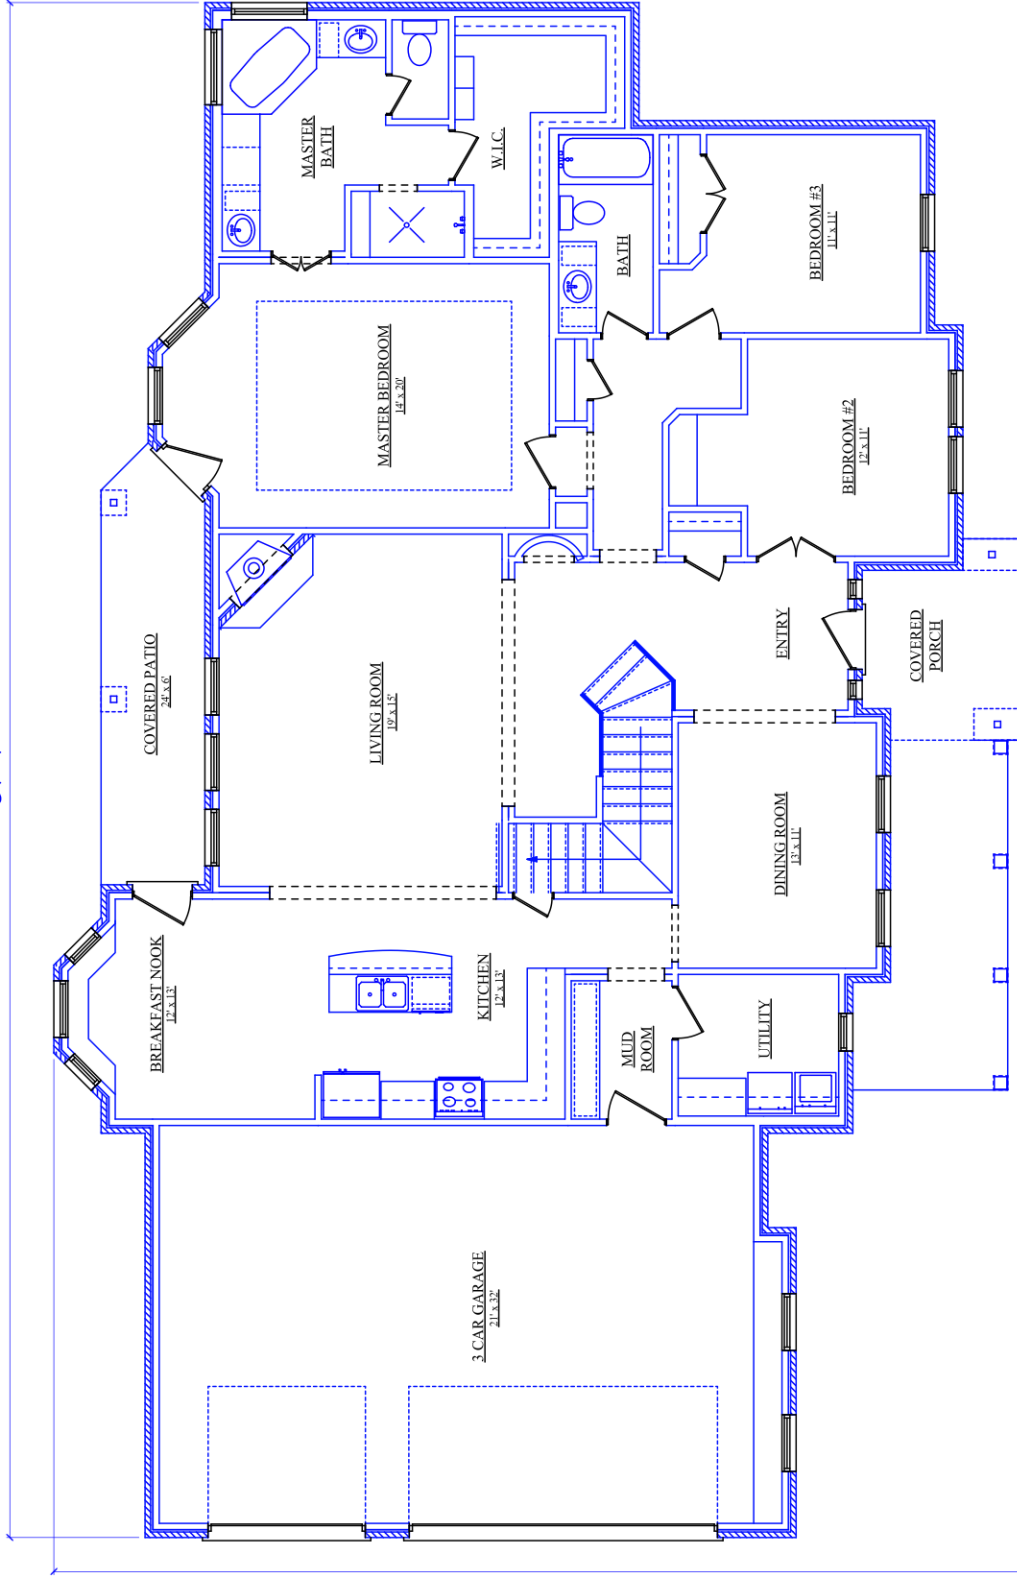 MASTER
BATH
W.I.C.
BEDROOM #3
11' x 11'
BATH
MASTER BEDROOM
14' x 20'
BEDROOM #2
12' x 11'
COVERED PATIO
24' x 6'
LIVING ROOM
19' x 15'
ENTRY
COVERED
PORCH
DINING ROOM
13' x 11'
BREAKFAST NOOK
12' x 13'
KITCHEN
12' x 13'
MUD
ROOM
UTILITY
3 CAR GARAGE
21' x 32'